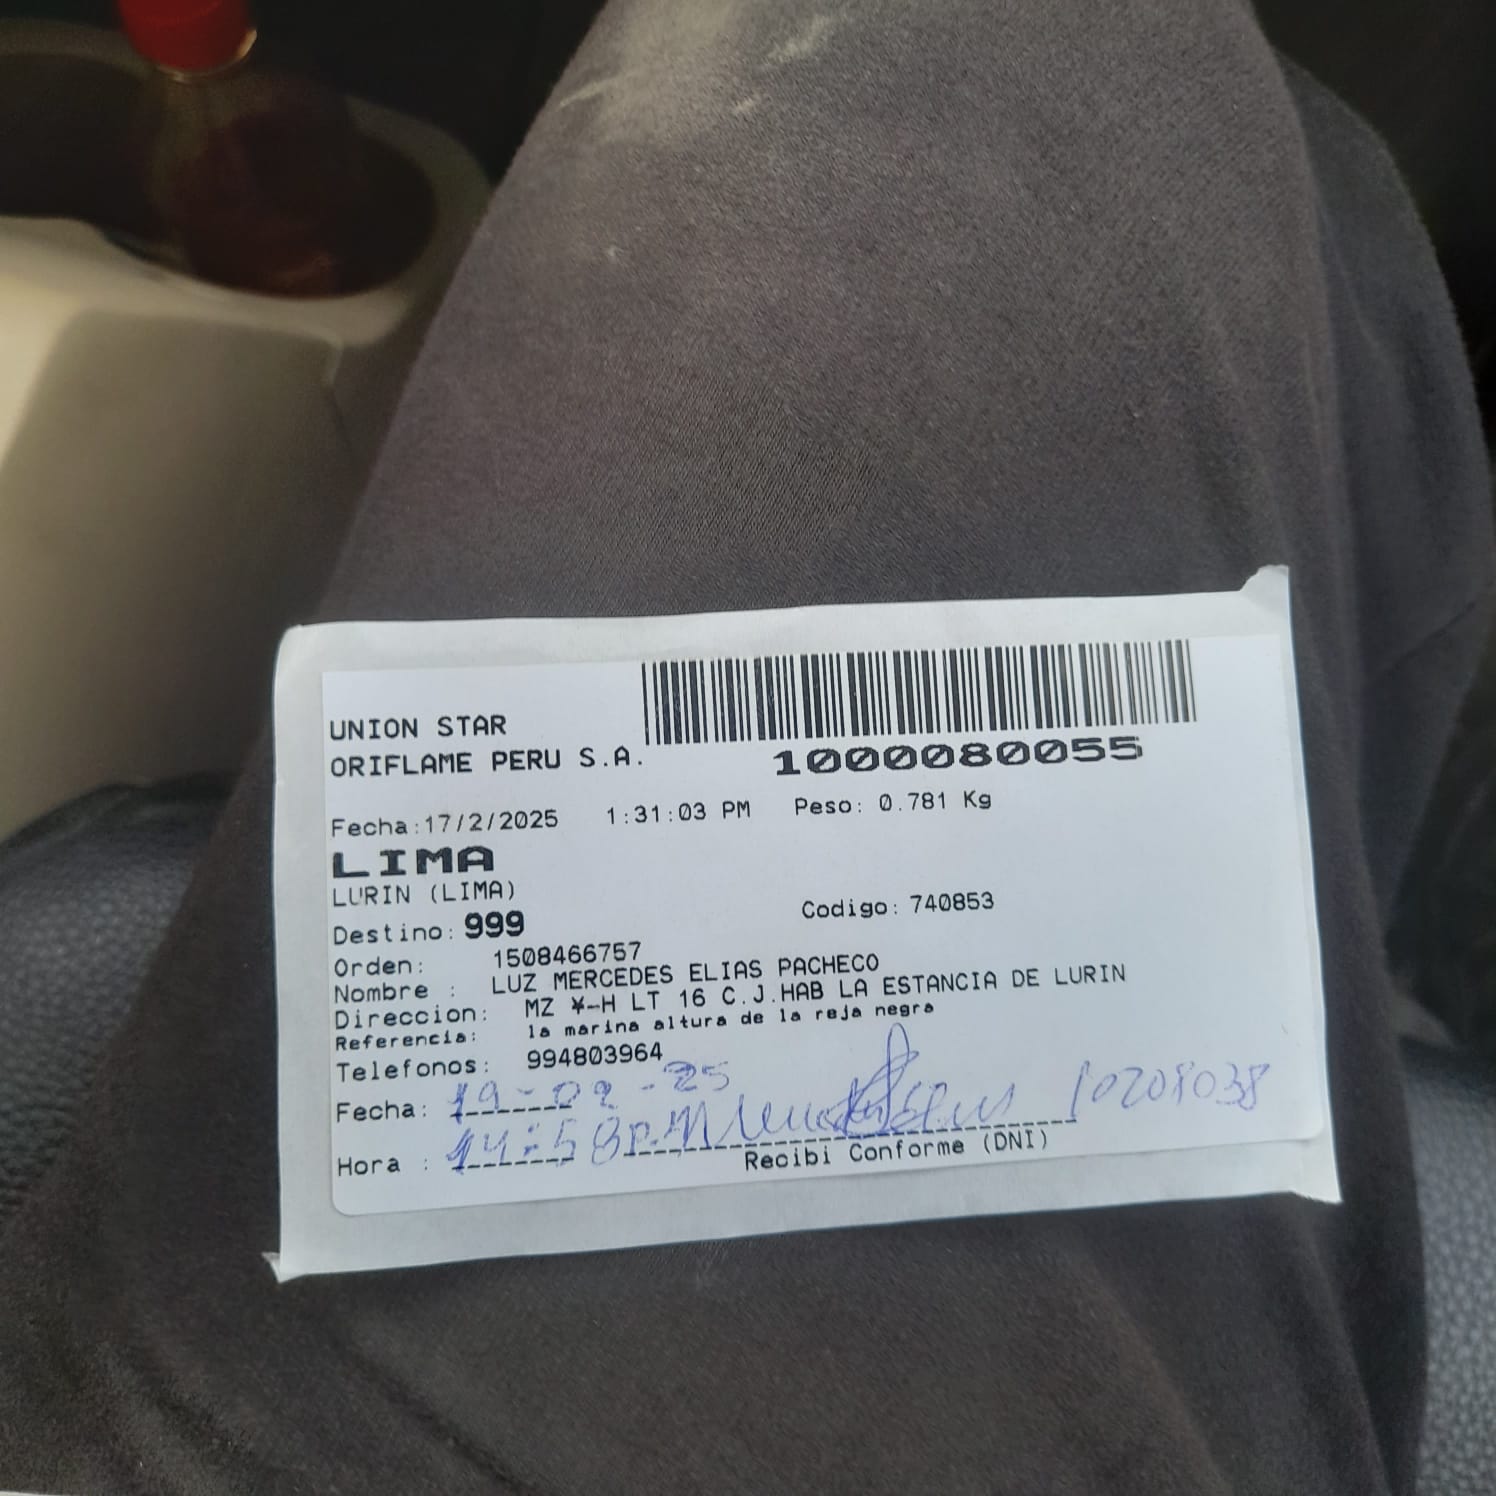 UNION STAR
ORIFLAME PERU S.A.
1000080055
Fecha:17/2/2025 1:31:03 PM Peso: 0.781 Kg
LIMA
LURIN (LIMA)
Destino: 999 Codigo: 740853
Orden: 1508466757
Nombre : LUZ MERCEDES ELIAS PACHECO
Direccion: MZ ¥-H LT 16 C.J.HAB LA ESTANCIA DE LURIN
Referencia: la marina altura de la reja negra
Telefonos: 994803964
Fecha: 19-02-25
10208038
Hora : 14:58 P.M
Recibi Conforme (DNI)